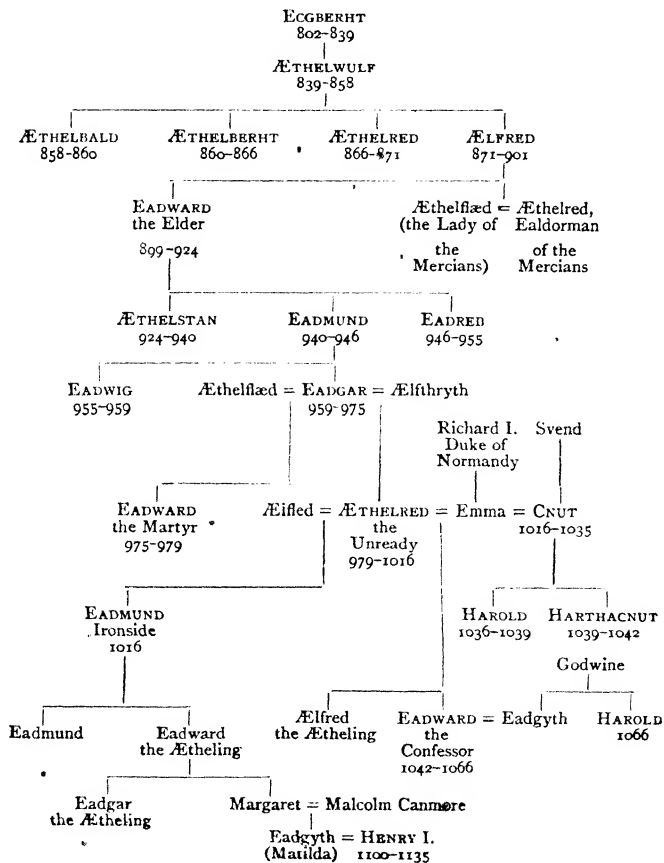 ECGBERHT
802-839
ÆTHELWULF
839-858
ÆTHELBALD ÆTHELBERHT ÆTHELRED ÆLFRED
858-860 860-866 866-871 871-901
EADWARD Æthelflæd = Æthelred,
the Elder (the Lady of Ealdorman
899-924 the of the
Mercians) Mercians
ÆTHELSTAN EADMUND EADRED
924-940 940-946 946-955
EADWIG Æthelflæd = EADGAR = Ælfthryth
955-959 959-975
Richard I. Svend
Duke of
Normandy
EADWARD Ælfled = ÆTHELRED = Emma = CNUT
the Martyr the 1016-1035
975-979 Unready
979-1016
EADMUND HAROLD HARTHACNUT
Ironside 1036-1039 1039-1042
1016
Godwine
Eadmund Eadward Ælfred EADWARD = Eadgyth HAROLD
the Ætheling the Ætheling the 1066
Confessor
1042-1066
Eadgar Margaret = Malcolm Canmore
the Ætheling
Eadgyth = HENRY I.
(Matilda) 1100-1135